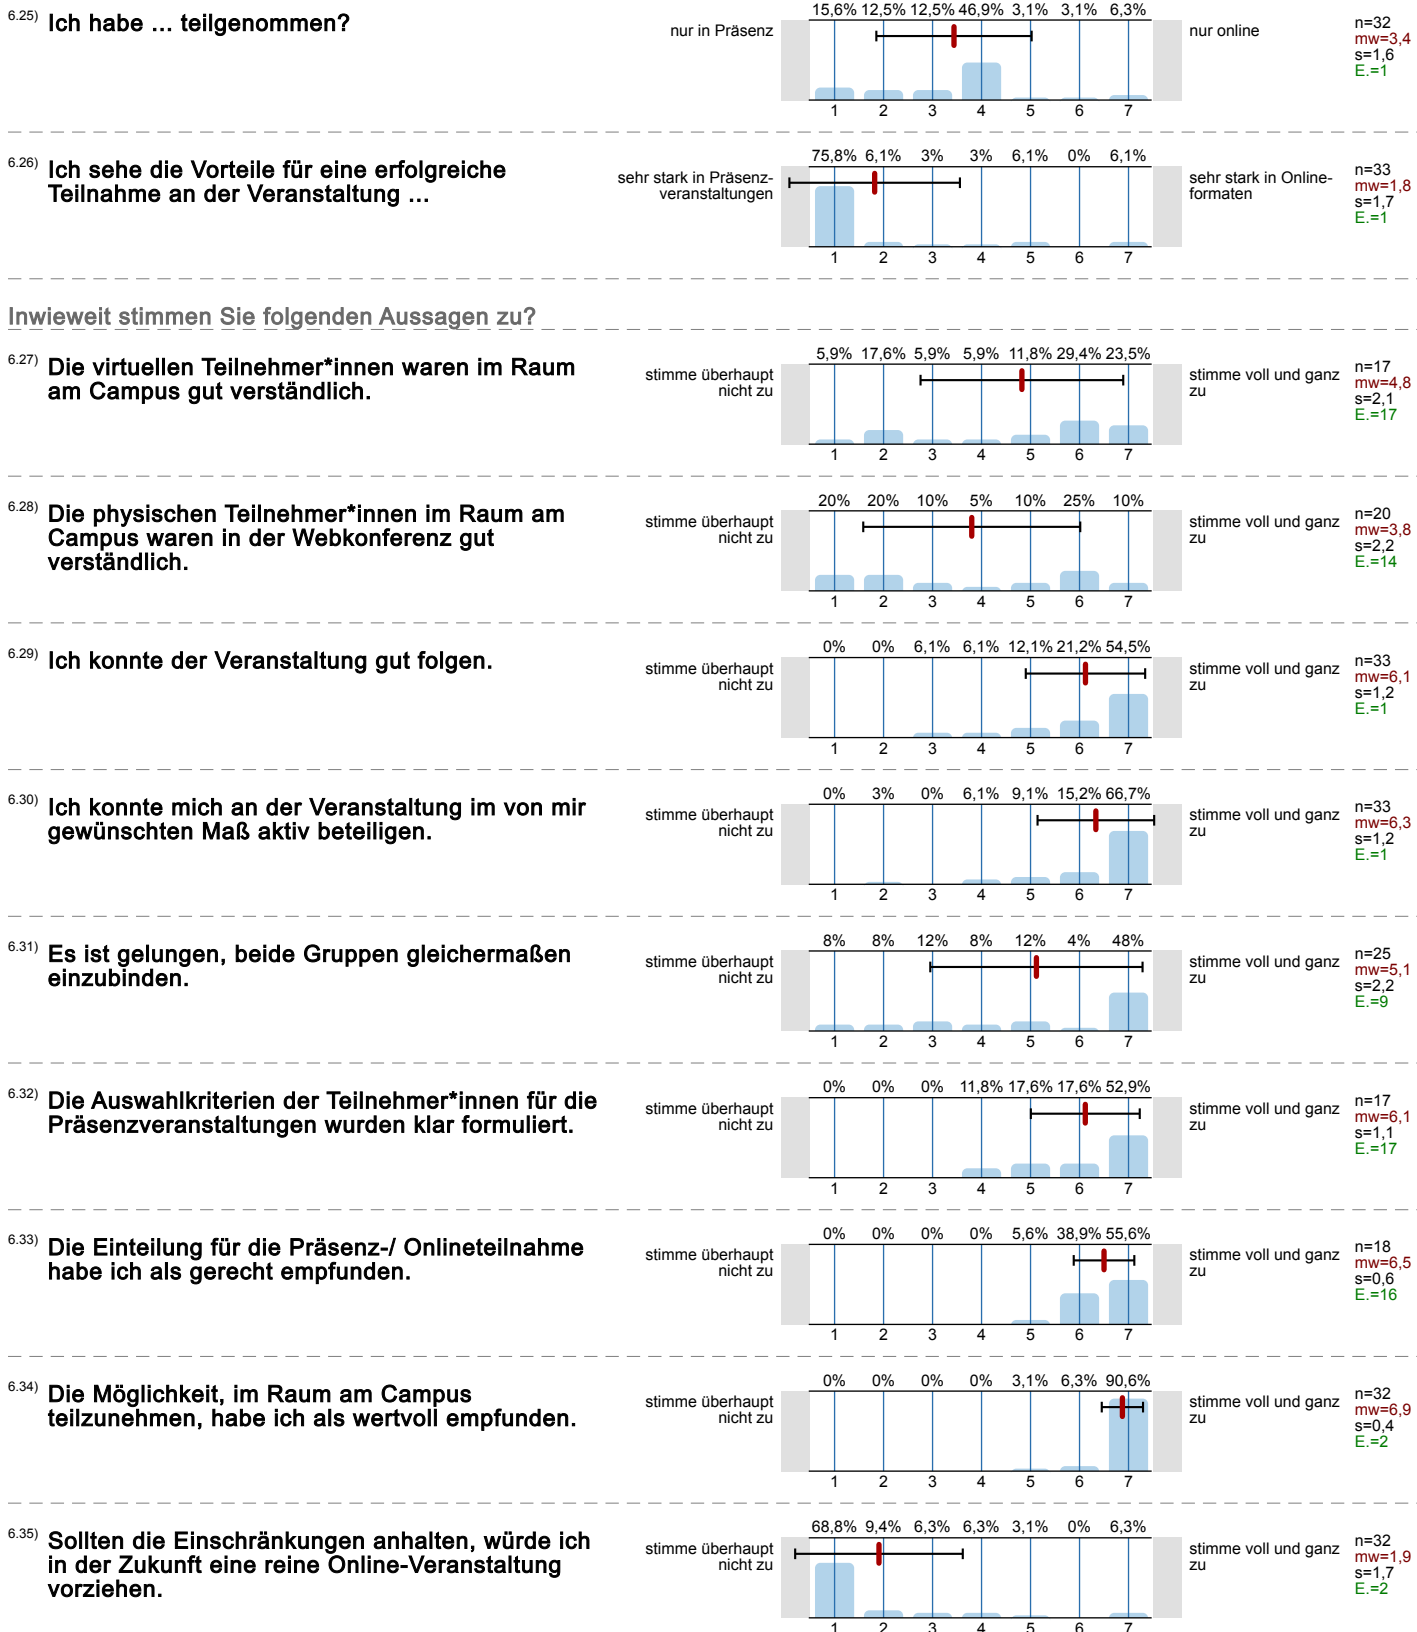 6.25) Ich habe ... teilgenommen?
15,6% 12,5% 12,5% 46,9% 3,1% 3,1% 6,3%
nur in Präsenz
nur online
n=32
mw=3,4
s=1,6
E.=1
1 2 3 4 5 6 7
6.26) Ich sehe die Vorteile für eine erfolgreiche
Teilnahme an der Veranstaltung ...
75,8% 6,1% 3% 3% 6,1% 0% 6,1%
sehr stark in Präsenz-
veranstaltungen
sehr stark in Online-
formaten
n=33
mw=1,8
s=1,7
E.=1
1 2 3 4 5 6 7
Inwieweit stimmen Sie folgenden Aussagen zu?
6.27) Die virtuellen Teilnehmer*innen waren im Raum
am Campus gut verständlich.
5,9% 17,6% 5,9% 5,9% 11,8% 29,4% 23,5%
stimme überhaupt
nicht zu
stimme voll und ganz
zu
n=17
mw=4,8
s=2,1
E.=17
1 2 3 4 5 6 7
6.28) Die physischen Teilnehmer*innen im Raum am
Campus waren in der Webkonferenz gut
verständlich.
20% 20% 10% 5% 10% 25% 10%
stimme überhaupt
nicht zu
stimme voll und ganz
zu
n=20
mw=3,8
s=2,2
E.=14
1 2 3 4 5 6 7
6.29) Ich konnte der Veranstaltung gut folgen.
0% 0% 6,1% 6,1% 12,1% 21,2% 54,5%
stimme überhaupt
nicht zu
stimme voll und ganz
zu
n=33
mw=6,1
s=1,2
E.=1
1 2 3 4 5 6 7
6.30) Ich konnte mich an der Veranstaltung im von mir
gewünschten Maß aktiv beteiligen.
0% 3% 0% 6,1% 9,1% 15,2% 66,7%
stimme überhaupt
nicht zu
stimme voll und ganz
zu
n=33
mw=6,3
s=1,2
E.=1
1 2 3 4 5 6 7
6.31) Es ist gelungen, beide Gruppen gleichermaßen
einzubinden.
8% 8% 12% 8% 12% 4% 48%
stimme überhaupt
nicht zu
stimme voll und ganz
zu
n=25
mw=5,1
s=2,2
E.=9
1 2 3 4 5 6 7
6.32) Die Auswahlkriterien der Teilnehmer*innen für die
Präsenzveranstaltungen wurden klar formuliert.
0% 0% 0% 11,8% 17,6% 17,6% 52,9%
stimme überhaupt
nicht zu
stimme voll und ganz
zu
n=17
mw=6,1
s=1,1
E.=17
1 2 3 4 5 6 7
6.33) Die Einteilung für die Präsenz-/ Onlineteilnahme
habe ich als gerecht empfunden.
0% 0% 0% 0% 5,6% 38,9% 55,6%
stimme überhaupt
nicht zu
stimme voll und ganz
zu
n=18
mw=6,5
s=0,6
E.=16
1 2 3 4 5 6 7
6.34) Die Möglichkeit, im Raum am Campus
teilzunehmen, habe ich als wertvoll empfunden.
0% 0% 0% 0% 3,1% 6,3% 90,6%
stimme überhaupt
nicht zu
stimme voll und ganz
zu
n=32
mw=6,9
s=0,4
E.=2
1 2 3 4 5 6 7
6.35) Sollten die Einschränkungen anhalten, würde ich
in der Zukunft eine reine Online-Veranstaltung
vorziehen.
68,8% 9,4% 6,3% 6,3% 3,1% 0% 6,3%
stimme überhaupt
nicht zu
stimme voll und ganz
zu
n=32
mw=1,9
s=1,7
E.=2
1 2 3 4 5 6 7